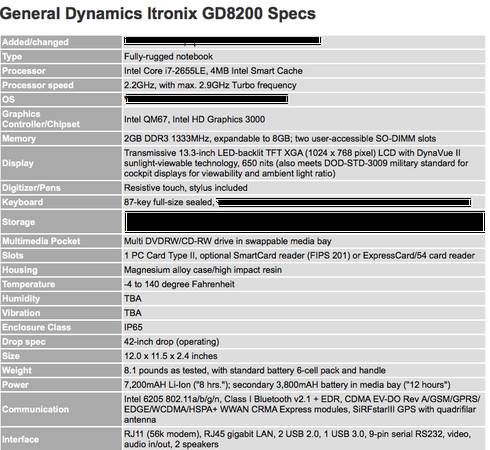 General Dynamics Itronix GD8200 Specs
Added/changed
Type Fully-rugged notebook
Processor Intel Core i7-2655LE, 4MB Intel Smart Cache
Processor speed 2.2GHz, with max. 2.9GHz Turbo frequency
OS
Graphics
Controller/Chipset Intel QM67, Intel HD Graphics 3000
Memory 2GB DDR3 1333MHz, expandable to 8GB; two user-accessible SO-DIMM slots
Display Transmissive 13.3-inch LED-backlit TFT XGA (1024 x 768 pixel) LCD with DynaVue II
sunlight-viewable technology, 650 nits (also meets DOD-STD-3009 military standard for
cockpit displays for viewability and ambient light ratio)
Digitizer/Pens Resistive touch, stylus included
Keyboard 87-key full-size sealed,
Storage
Multimedia Pocket Multi DVDRW/CD-RW drive in swappable media bay
Slots 1 PC Card Type II, optional SmartCard reader (FIPS 201) or ExpressCard/54 card reader
Housing Magnesium alloy case/high impact resin
Temperature -4 to 140 degree Fahrenheit
Humidity TBA
Vibration TBA
Enclosure Class IP65
Drop spec 42-inch drop (operating)
Size 12.0 x 11.5 x 2.4 inches
Weight 8.1 pounds as tested, with standard battery 6-cell pack and handle
Power 7,200mAH Li-Ion ("8 hrs."); secondary 3,800mAH battery in media bay ("12 hours")
Communication Intel 6205 802.11a/b/g/n, Class I Bluetooth v2.1 + EDR, CDMA EV-DO Rev A/GSM/GPRS/
EDGE/WCDMA/HSPA+ WWAN CRMA Express modules, SiRFstarIII GPS with quadrifilar
antenna
Interface RJ11 (56k modem), RJ45 gigabit LAN, 2 USB 2.0, 1 USB 3.0, 9-pin serial RS232, video,
audio in/out, 2 speakers